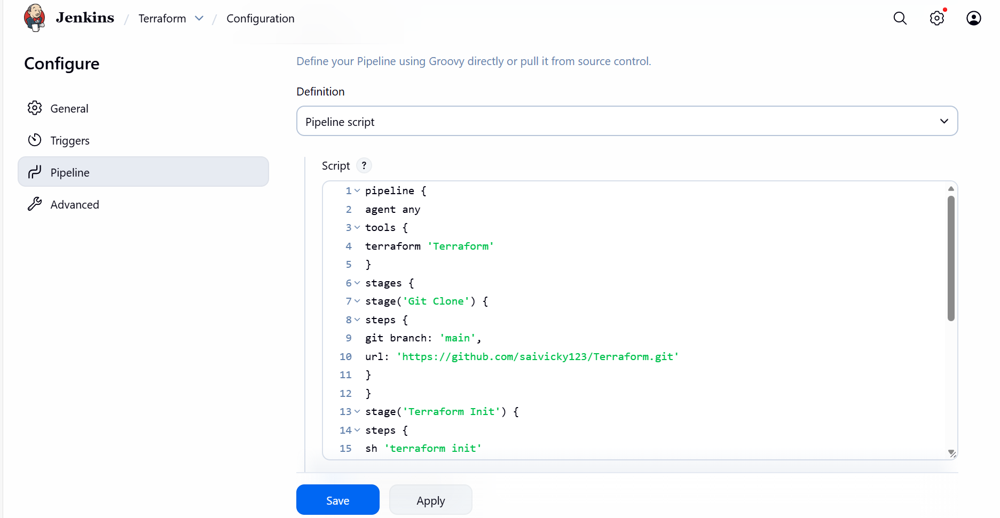 Jenkins / Terraform / Configuration
Configure
General
Triggers
Pipeline
Advanced
Define your Pipeline using Groovy directly or pull it from source control.
Definition
Pipeline script
Script ?
1 pipeline {
2 agent any
3 tools {
4 terraform 'Terraform'
5 }
6 stages {
7 stage('Git Clone') {
8 steps {
9 git branch: 'main',
10 url: 'https://github.com/saivicky123/Terraform.git'
11 }
12 }
13 stage('Terraform Init') {
14 steps {
15 sh 'terraform init'
Save
Apply